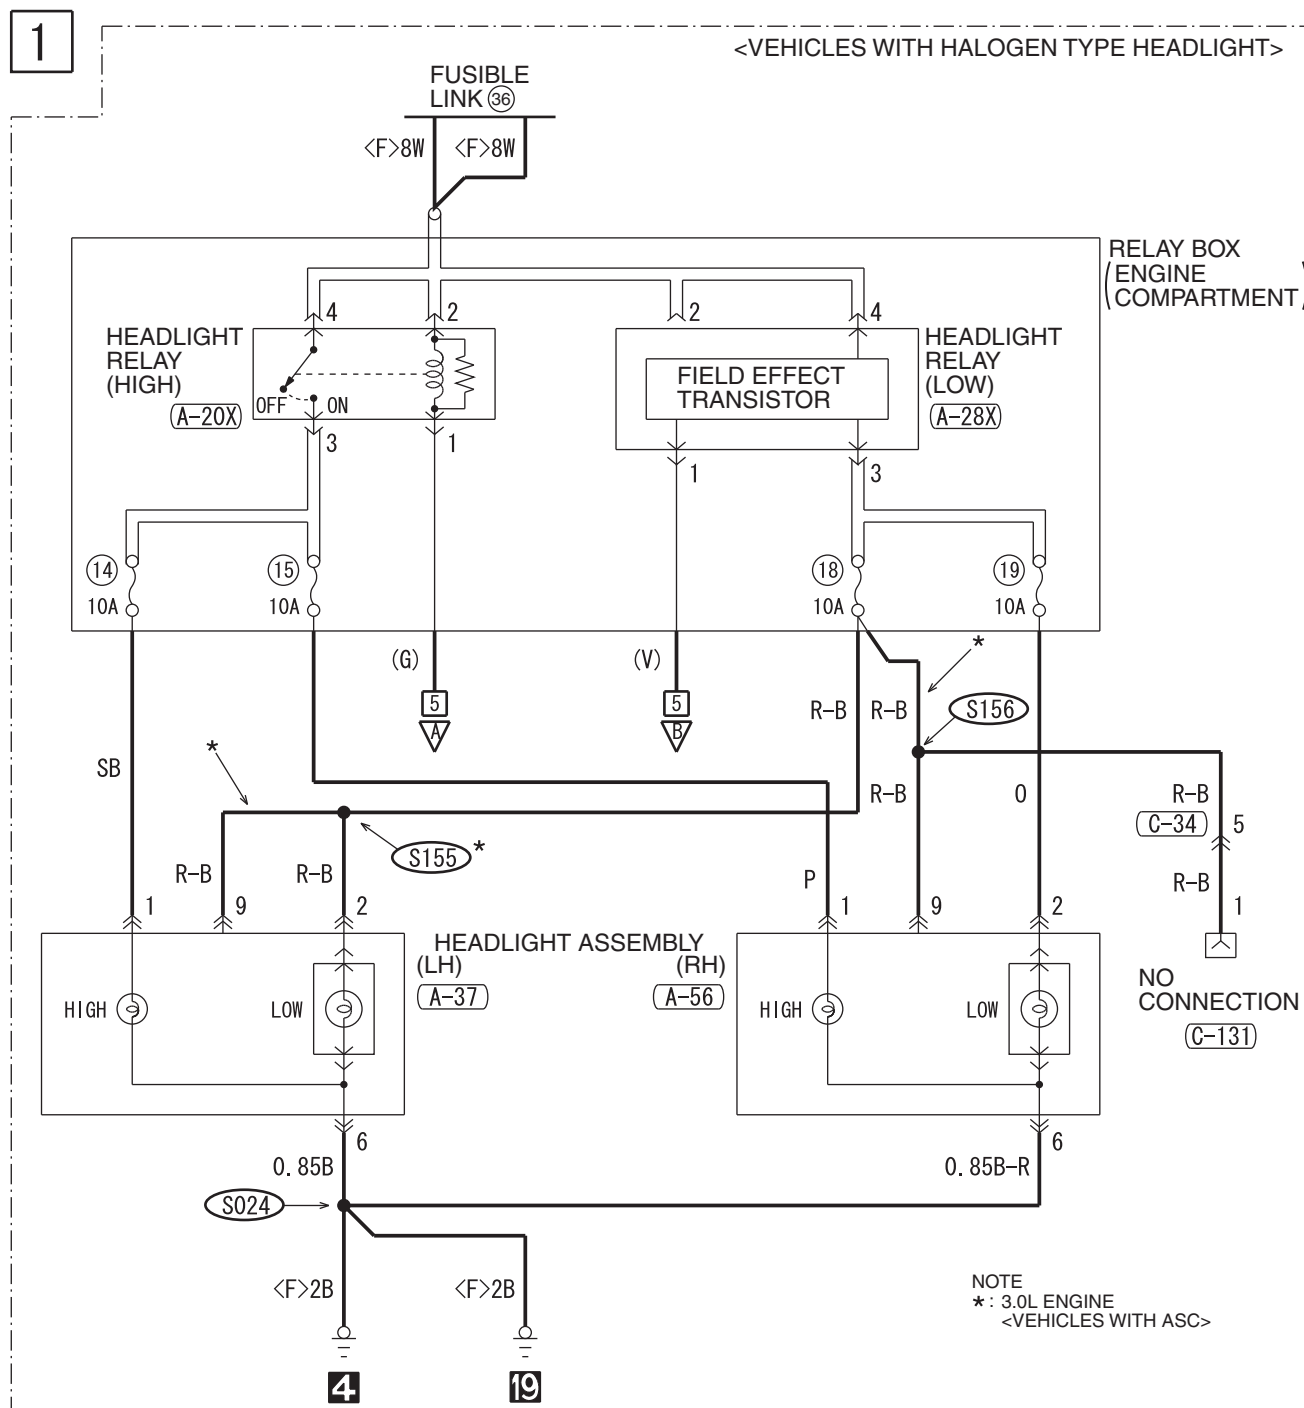 1
<VEHICLES WITH HALOGEN TYPE HEADLIGHT>
FUSIBLE
LINK 36
<F>8W <F>8W
RELAY BOX
ENGINE
COMPARTMENT
4 2 2 4
HEADLIGHT
RELAY
(HIGH)
A-20X
OFF ON
FIELD EFFECT
TRANSISTOR
HEADLIGHT
RELAY
(LOW)
A-28X
3 1 1 3
14 15 18 19
10A 10A 10A 10A
(G) (V) *
5 5
A B
R-B R-B S156
* SB
R-B O R-B
C-34 5
S155 *
R-B R-B P R-B
1 9 2 1 9 2 1
HEADLIGHT ASSEMBLY
(LH) (RH)
A-37 A-56
HIGH LOW HIGH LOW
NO
CONNECTION
C-131
6 6
0.85B 0.85B-R
S024
<F>2B <F>2B
NOTE
* : 3.0L ENGINE
<VEHICLES WITH ASC>
4 19